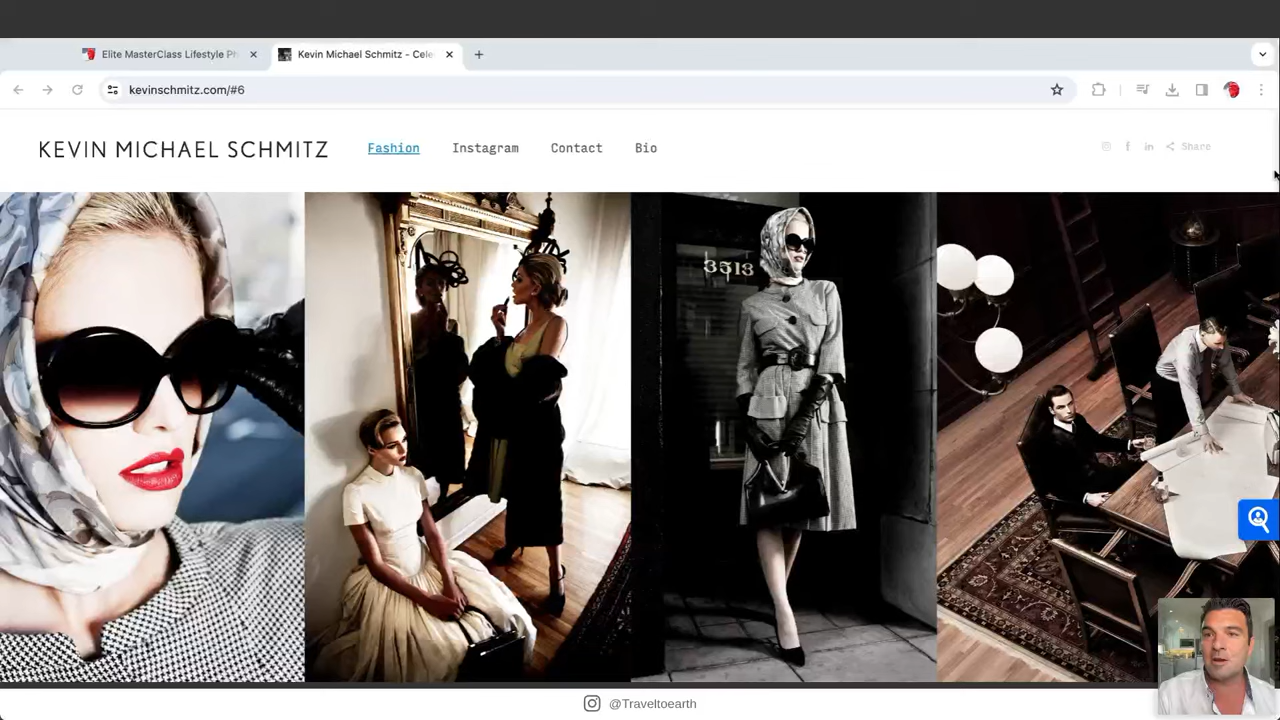 Elite MasterClass Lifestyle Ph
Kevin Michael Schmitz - Cele
kevinschmitz.com/#6
KEVIN MICHAEL SCHMITZ
Fashion
Instagram
Contact
Bio
Share
3513
@Traveltoearth